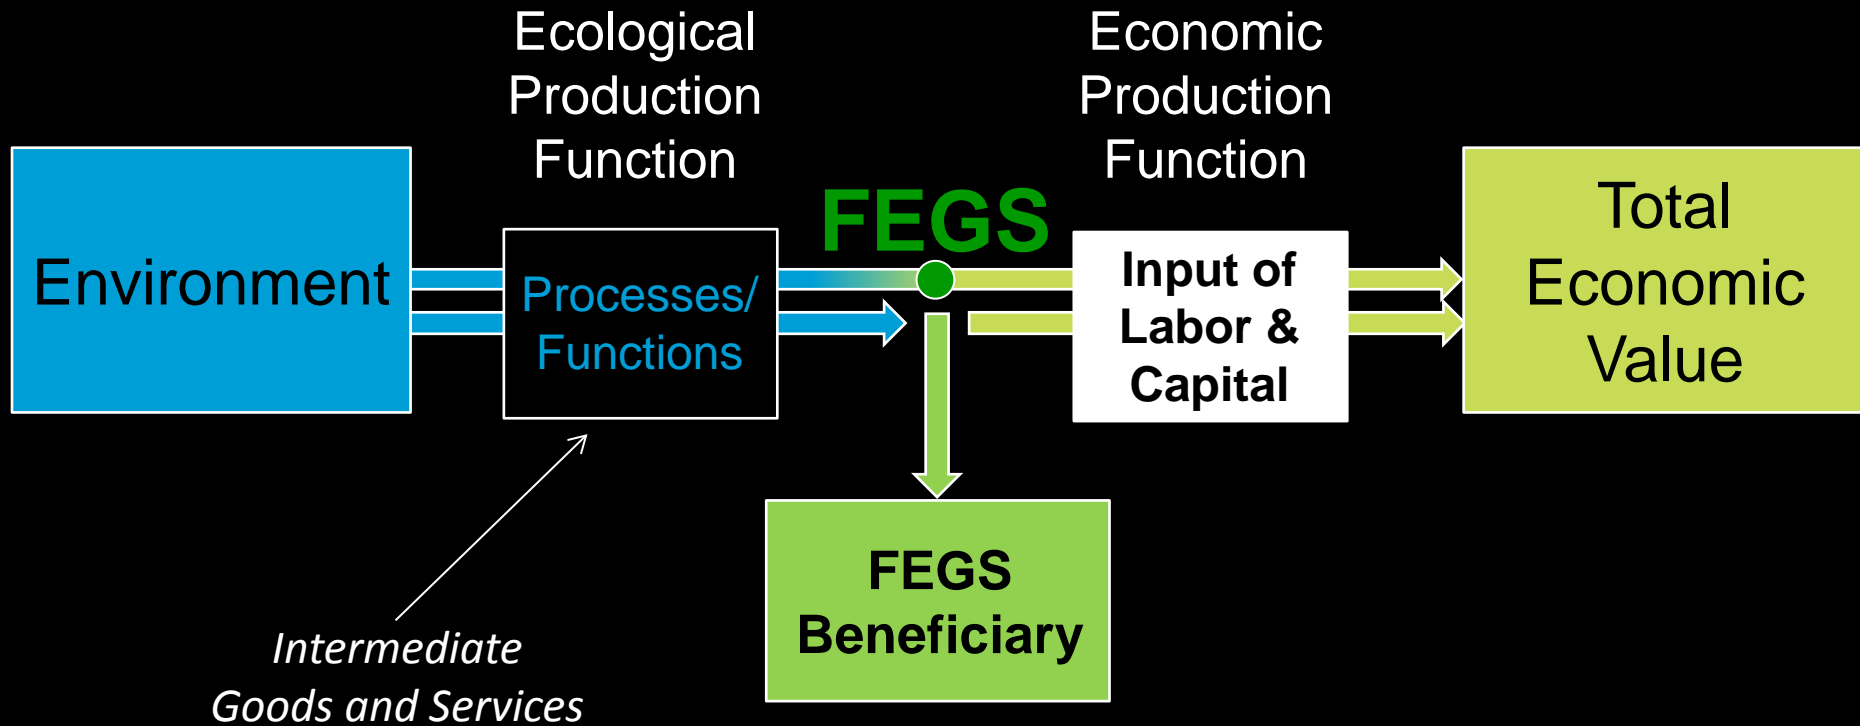 Ecological
Production
Function
Economic
Production
Function
FEGS
Environment
Processes/
Functions
Input of
Labor &
Capital
Total
Economic
Value
FEGS
Beneficiary
Intermediate
Goods and Services